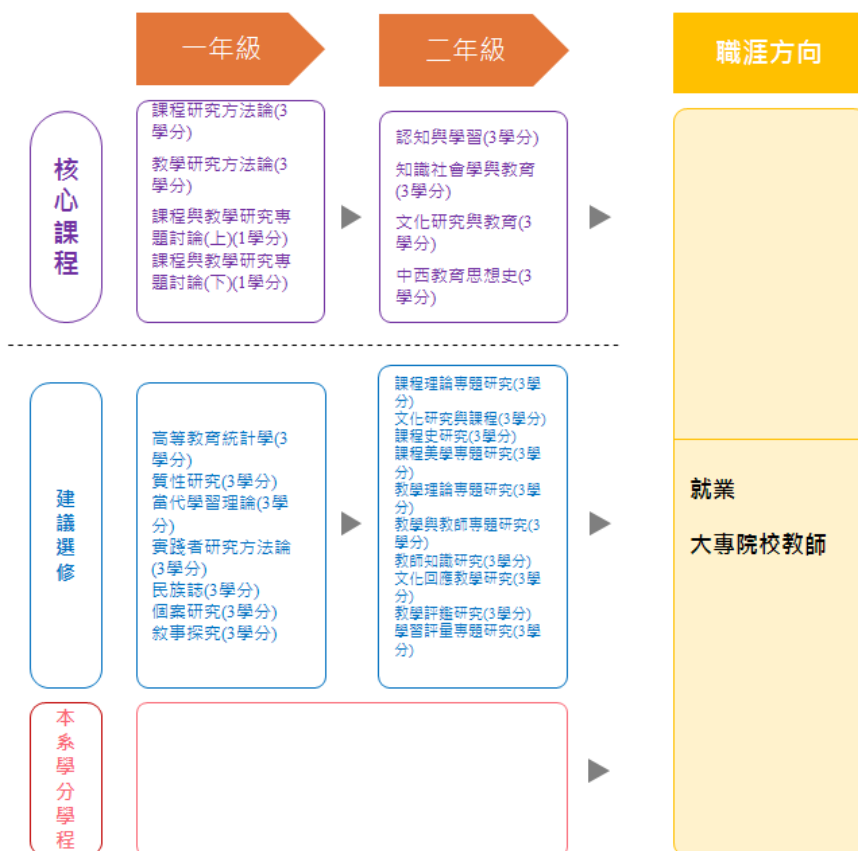 一年級
二年級
職涯方向
核
心
課
程
課程研究方法論(3
學分)
教學研究方法論(3
學分)
課程與教學研究專
題討論(上)(1學分)
課程與教學研究專
題討論(下)(1學分)
認知與學習(3學分)
知識社會學與教育
(3學分)
文化研究與教育(3
學分)
中西教育思想史(3
學分)
建
議
選
修
高等教育統計學(3
學分)
質性研究(3學分)
當代學習理論(3學
分)
實踐者研究方法論
(3學分)
民族誌(3學分)
個案研究(3學分)
敘事探究(3學分)
課程理論專題研究(3學
分)
文化研究與課程(3學分)
課程史研究(3學分)
課程美學專題研究(3學
分)
教學理論專題研究(3學
分)
教學與教師專題研究(3
學分)
教師知識研究(3學分)
文化回應教學研究(3學
分)
教學評鑑研究(3學分)
學習評量專題研究(3學
分)
就業
大專院校教師
本
系
學
分
學
程